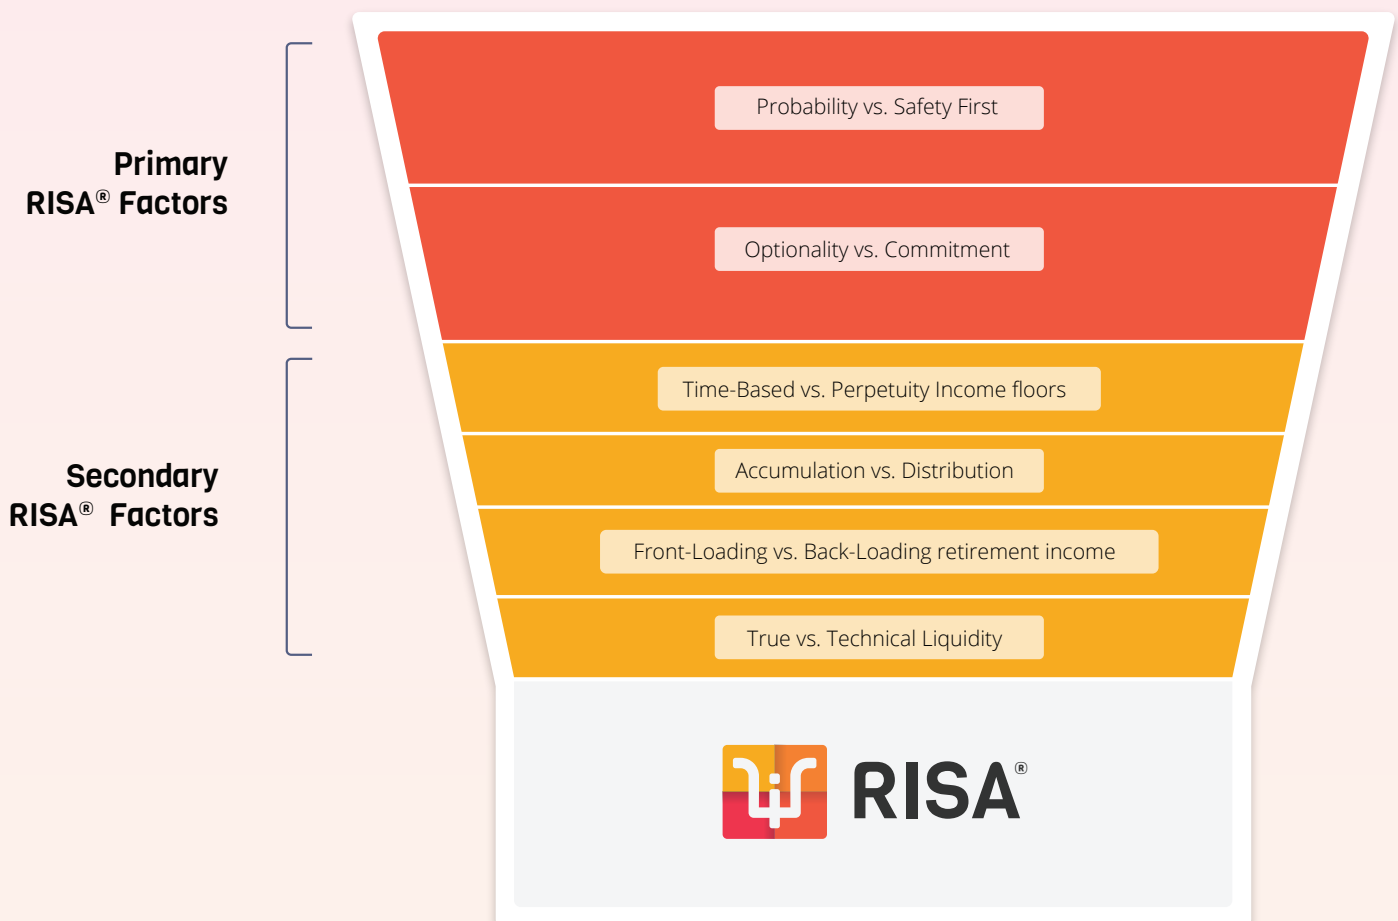 Probability vs. Safety First
Primary
RISA® Factors
Optionality vs. Commitment
Time-Based vs. Perpetuity Income floors
Secondary
RISA® Factors
Accumulation vs. Distribution
Front-Loading vs. Back-Loading retirement income
True vs. Technical Liquidity
RISA®